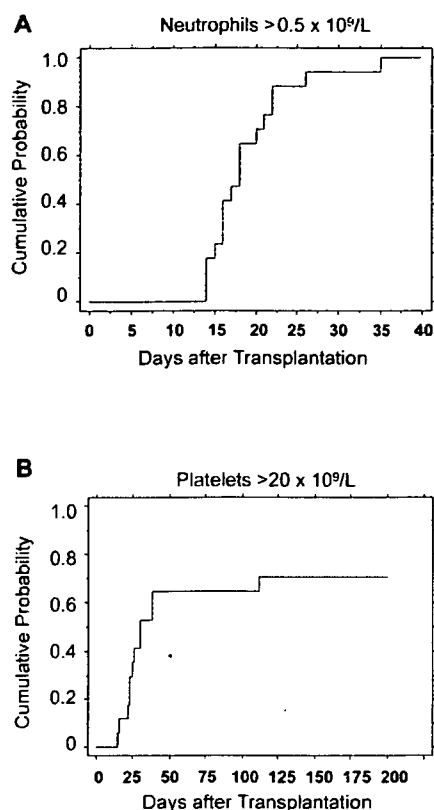 A
Neutrophils >0.5 x 10⁹/L
Cumulative Probability
1.0
0.8
0.6
0.4
0.2
0
0 5 10 15 20 25 30 35 40
Days after Transplantation
B
Platelets >20 x 10⁹/L
Cumulative Probability
1.0
0.8
0.6
0.4
0.2
0
0 25 50 75 100 125 150 175 200
Days after Transplantation